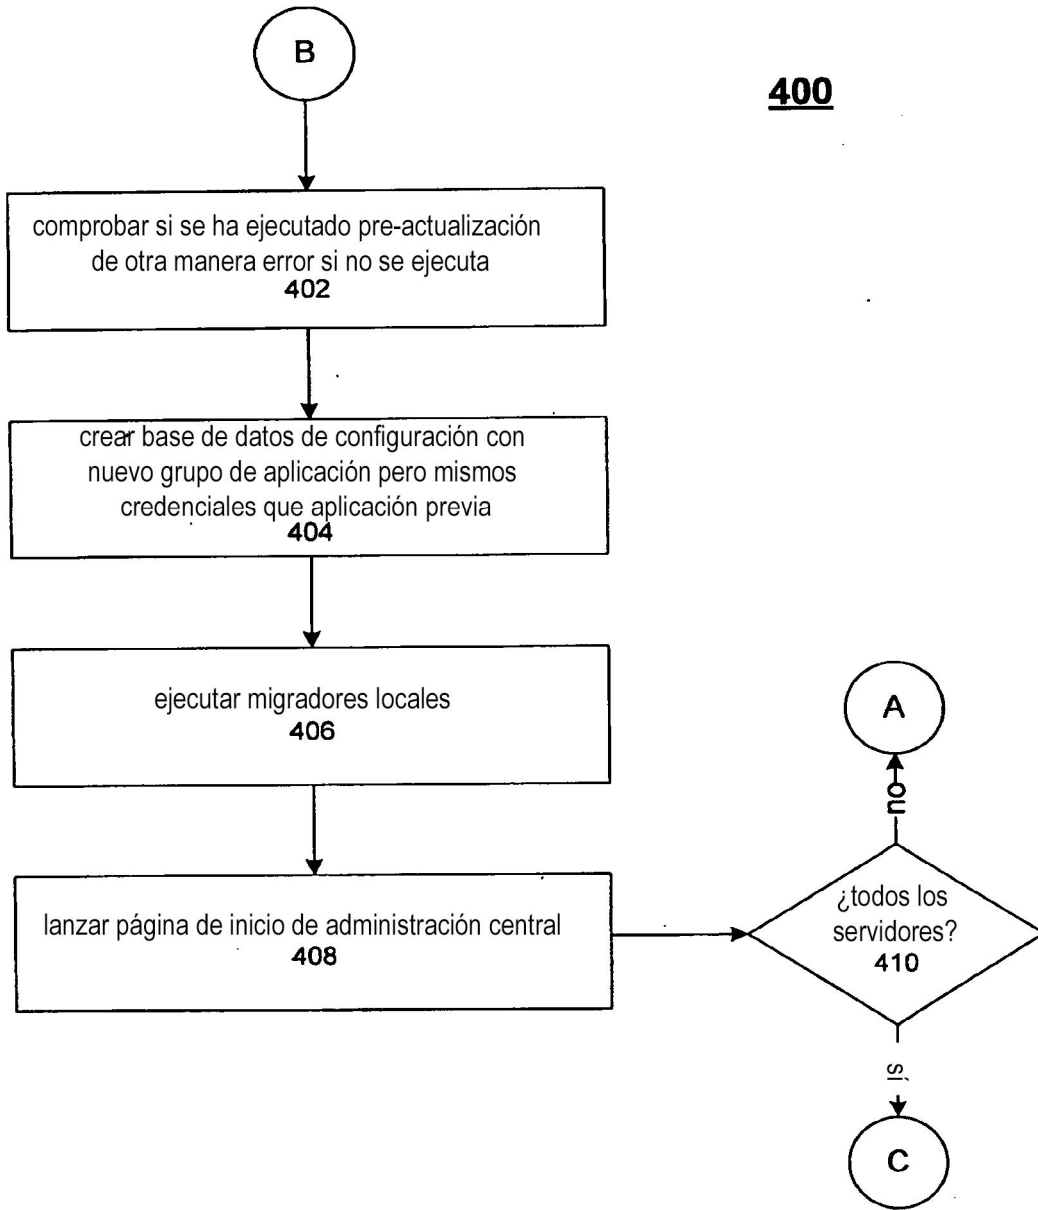 B
400
comprobar si se ha ejecutado pre-actualización
de otra manera error si no se ejecuta
402
crear base de datos de configuración con
nuevo grupo de aplicación pero mismos
credenciales que aplicación previa
404
ejecutar migradores locales
406
lanzar página de inicio de administración central
408
A
no
¿todos los
servidores?
410
sí
C